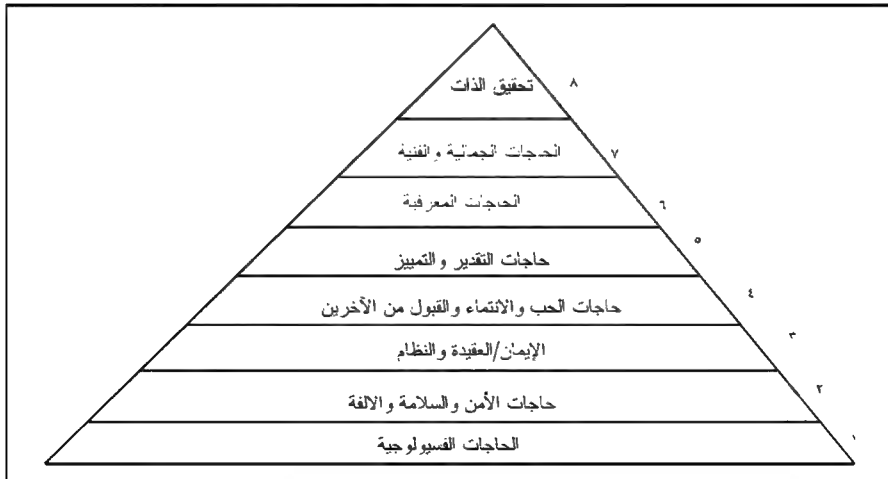 تحقيق الذات ٨
الحاجات الجمالية والفنية ٧
الحاجات المعرفية ٦
حاجات التقدير والتمييز ٥
حاجات الحب والانتماء والقبول من الآخرين ٤
الإيمان/العقيدة والنظام ٣
حاجات الأمن والسلامة والالفة ٢
الحاجات الفسيولوجية ١